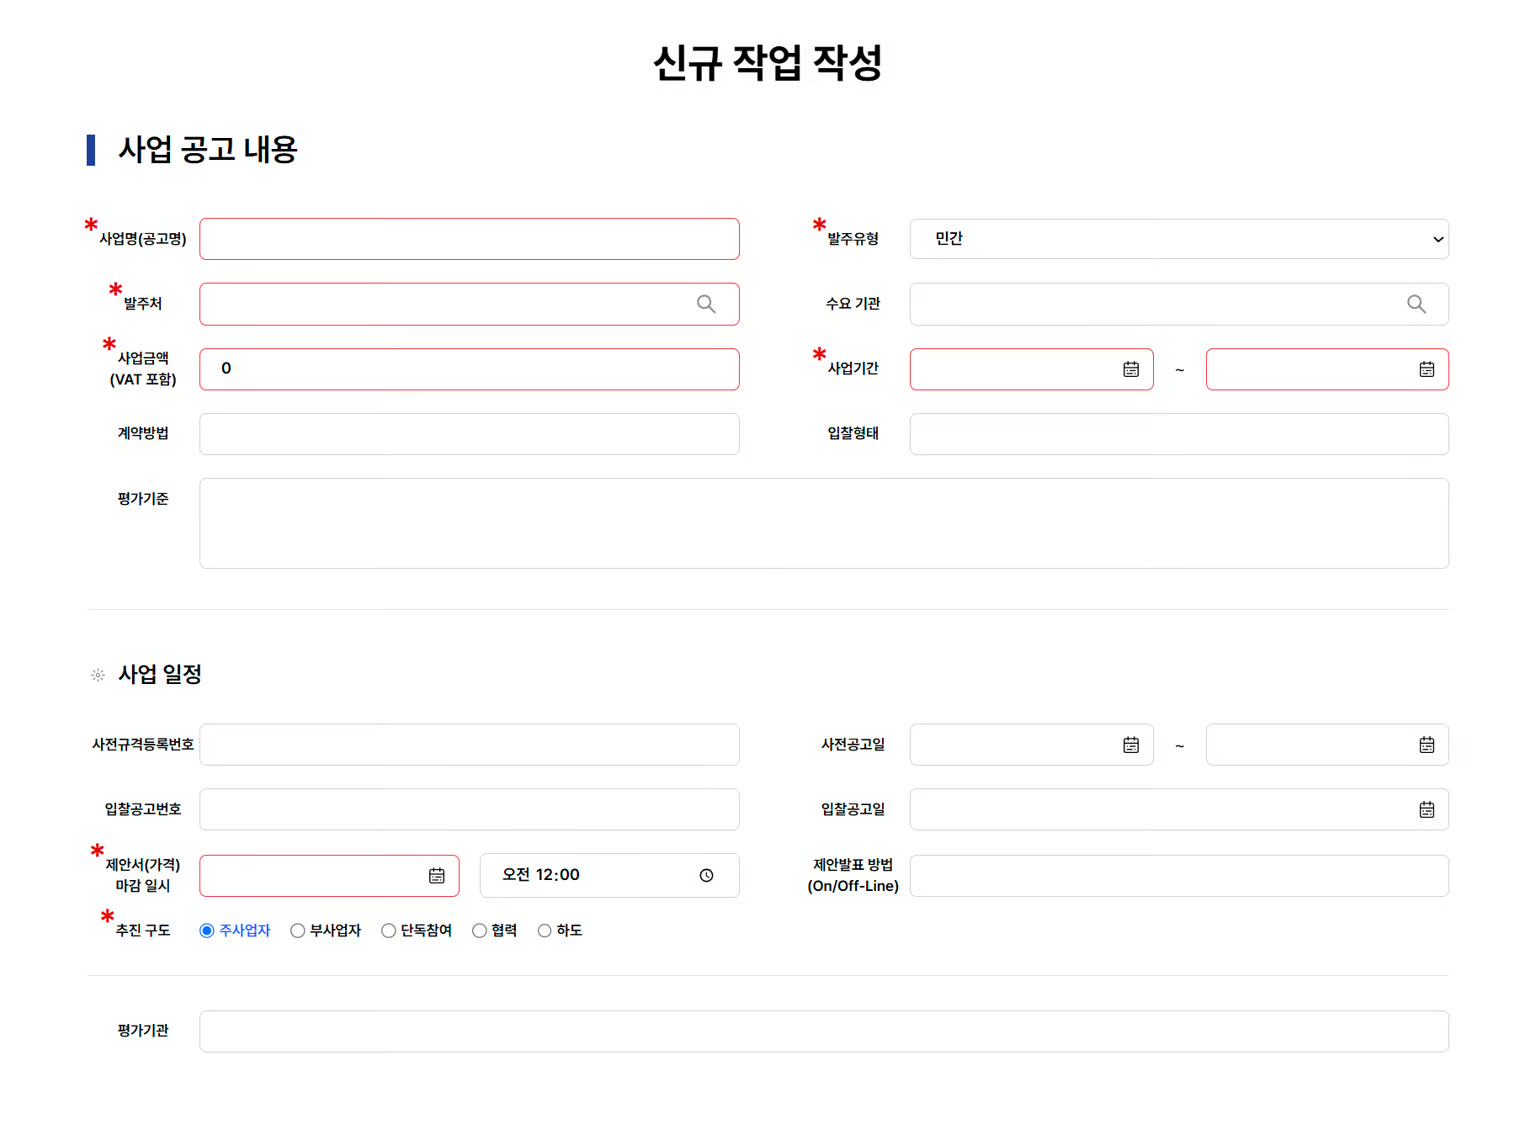 신규 작업 작성
사업 공고 내용
* 사업명(공고명)
* 발주유형 민간
* 발주처
수요 기관
* 사업금액
(VAT 포함) 0
* 사업기간 ~
계약방법
입찰형태
평가기준
사업 일정
사전규격등록번호
사전공고일 ~
입찰공고번호
입찰공고일
* 제안서(가격)
마감 일시 오전 12:00
제안발표 방법
(On/Off-Line)
* 추진 구도 주사업자 부사업자 단독참여 협력 하도
평가기관